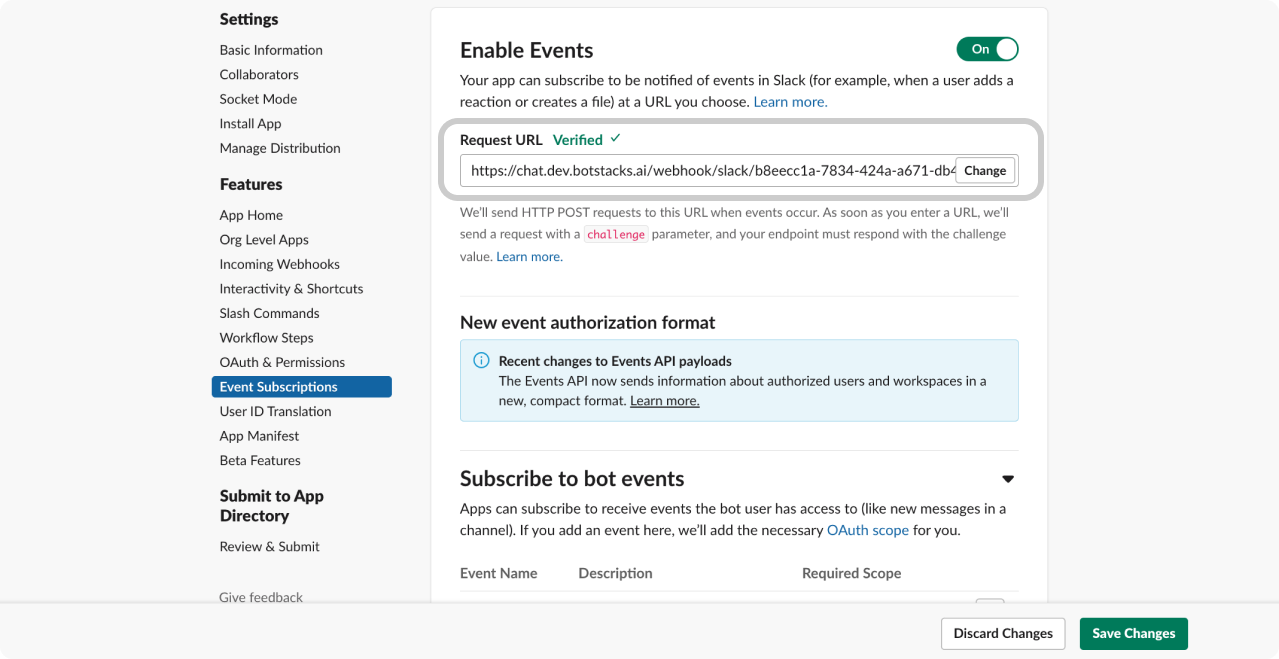 Settings
Basic Information
Collaborators
Socket Mode
Install App
Manage Distribution
Features
App Home
Org Level Apps
Incoming Webhooks
Interactivity & Shortcuts
Slash Commands
Workflow Steps
OAuth & Permissions
Event Subscriptions
User ID Translation
App Manifest
Beta Features
Submit to App
Directory
Review & Submit
Give feedback
Enable Events
On
Your app can subscribe to be notified of events in Slack (for example, when a user adds a
reaction or creates a file) at a URL you choose. Learn more.
Request URL Verified ✓
https://chat.dev.botstacks.ai/webhook/slack/b8eecc1a-7834-424a-a671-db4 Change
We’ll send HTTP POST requests to this URL when events occur. As soon as you enter a URL, we’ll
send a request with a challenge parameter, and your endpoint must respond with the challenge
value. Learn more.
New event authorization format
Recent changes to Events API payloads
The Events API now sends information about authorized users and workspaces in a
new, compact format. Learn more.
Subscribe to bot events
Apps can subscribe to receive events the bot user has access to (like new messages in a
channel). If you add an event here, we’ll add the necessary OAuth scope for you.
Event Name Description Required Scope
Discard Changes Save Changes